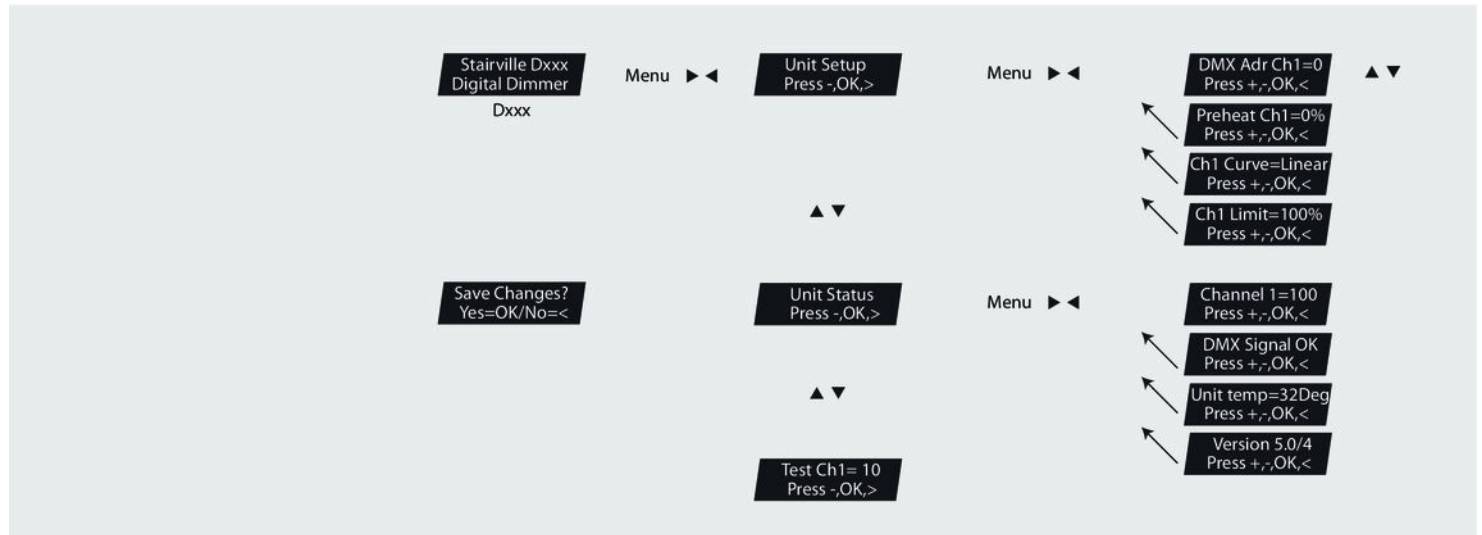 Stairville Dxxx
Digital Dimmer
Dxxx
Menu ▶ ◀
Unit Setup
Press -,OK,>
Menu ▶ ◀
DMX Adr Ch1=0
Press +,-,OK,<
▲ ▼
Preheat Ch1=0%
Press +,-,OK,<
Ch1 Curve=Linear
Press +,-,OK,<
Ch1 Limit=100%
Press +,-,OK,<
▲ ▼
Save Changes?
Yes=OK/No=<
Unit Status
Press -,OK,>
Menu ▶ ◀
Channel 1=100
Press +,-,OK,<
DMX Signal OK
Press +,-,OK,<
Unit temp=32Deg
Press +,-,OK,<
Version 5.0/4
Press +,-,OK,<
▲ ▼
Test Ch1= 10
Press -,OK,>